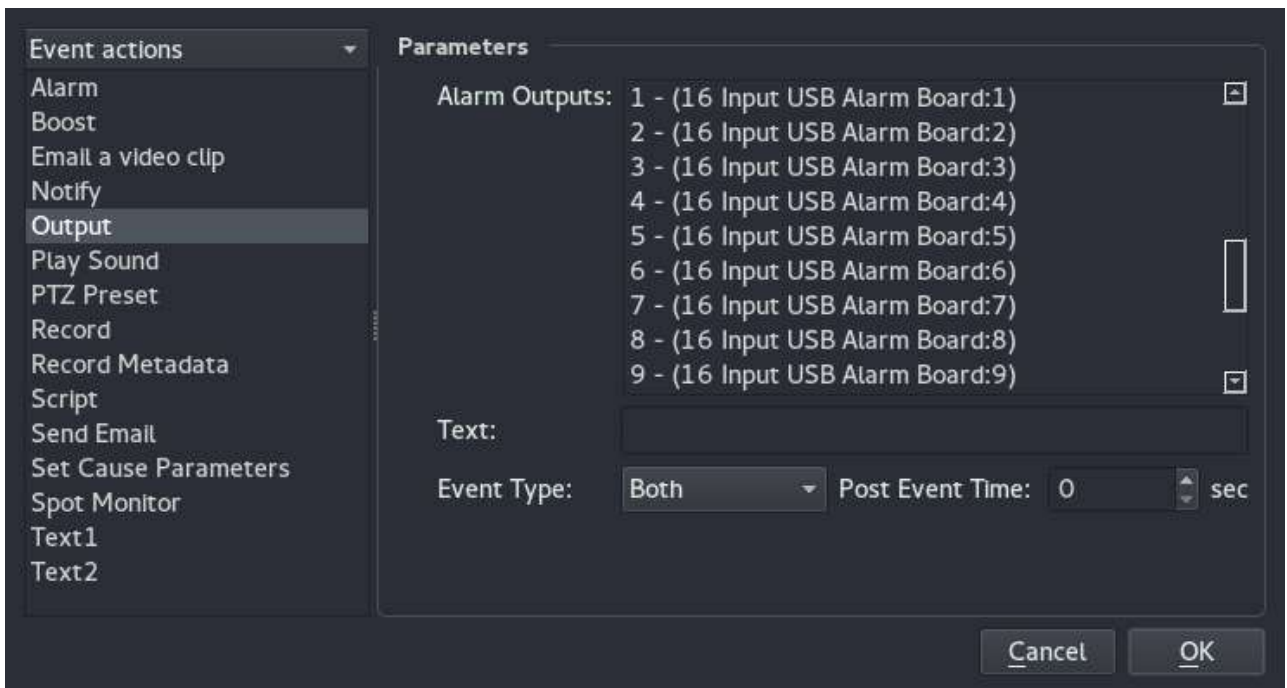 Event actions
Alarm
Boost
Email a video clip
Notify
Output
Play Sound
PTZ Preset
Record
Record Metadata
Script
Send Email
Set Cause Parameters
Spot Monitor
Text1
Text2
Parameters
Alarm Outputs:
1 - (16 Input USB Alarm Board:1)
2 - (16 Input USB Alarm Board:2)
3 - (16 Input USB Alarm Board:3)
4 - (16 Input USB Alarm Board:4)
5 - (16 Input USB Alarm Board:5)
6 - (16 Input USB Alarm Board:6)
7 - (16 Input USB Alarm Board:7)
8 - (16 Input USB Alarm Board:8)
9 - (16 Input USB Alarm Board:9)
Text:
Event Type: Both Post Event Time: 0 sec
Cancel OK